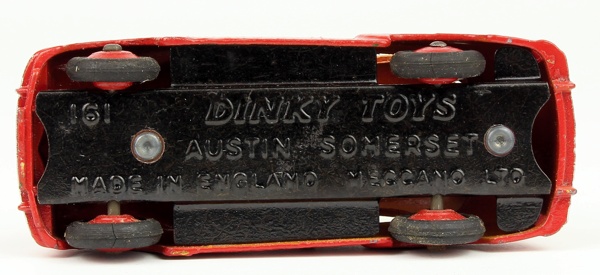 161 DINKY TOYS
AUSTIN SOMERSET
MADE IN ENGLAND MECCANO LTD